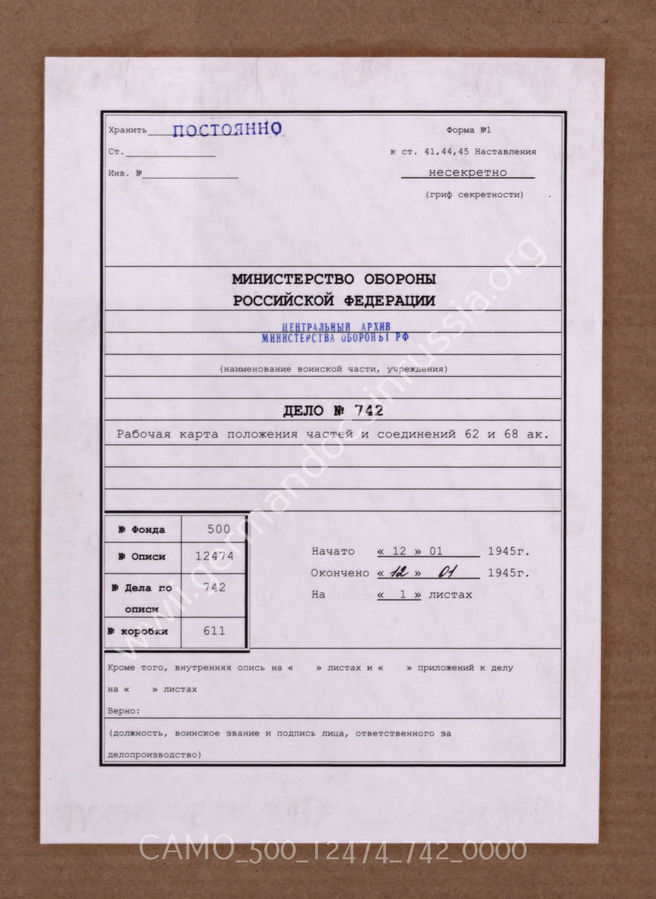 Хранить ПОСТОЯННО
Форма №1
Ст.
к ст. 41,44,45 Наставления
Инв. №
несекретно
(гриф секретности)
МИНИСТЕРСТВО ОБОРОНЫ
РОССИЙСКОЙ ФЕДЕРАЦИИ
ЦЕНТРАЛЬНЫЙ АРХИВ
МИНИСТЕРСТВА ОБОРОНЫ РФ
(наименование воинской части, учреждения)
ДЕЛО № 742
Рабочая карта положения частей и соединений 62 и 68 ак.
№ Фонда 500
№ Описи 12474
№ Дела по описи 742
№ коробки 611
Начато « 12 » 01 1945г.
Окончено « 12 » 01 1945г.
На « 1 » листах
Кроме того, внутренняя опись на « » листах и « » приложений к делу
на « » листах
Верно:
(должность, воинское звание и подпись лица, ответственного за
делопроизводство)
www.germandocsinrussia.org
CAMO_500_12474_742_0000